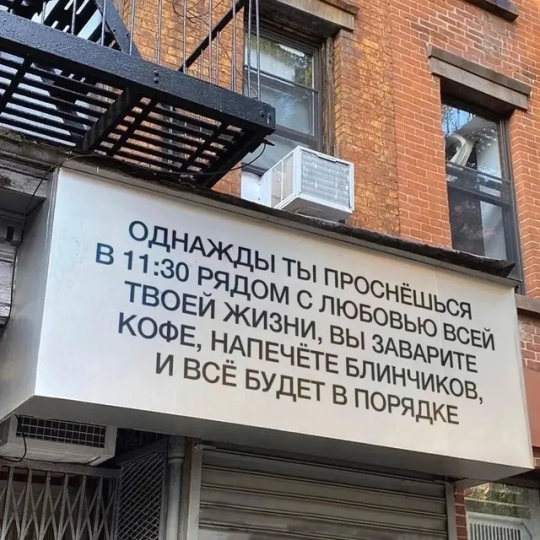 ОДНАЖДЫ ТЫ ПРОСНЁШЬСЯ
В 11:30 РЯДОМ С ЛЮБОВЬЮ ВСЕЙ
ТВОЕЙ ЖИЗНИ, ВЫ ЗАВАРИТЕ
КОФЕ, НАПЕЧЁТЕ БЛИНЧИКОВ,
И ВСЁ БУДЕТ В ПОРЯДКЕ